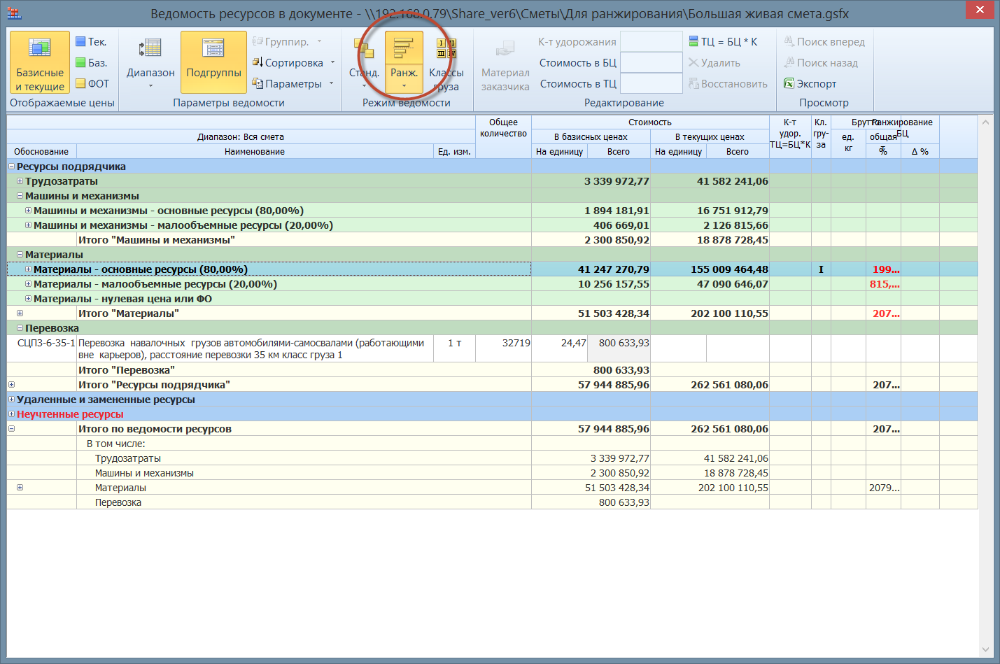 Ведомость ресурсов в документе - \\192.168.0.79\Share_ver6\Сметы\Для ранжирования\Большая живая смета.gsfx
Базисные и текущие
Тек.
Баз.
ФОТ
Отображаемые цены
Диапазон
Подгруппы
Группир.
Сортировка
Параметры
Параметры ведомости
Станд.
Ранж.
Классы груза
Режим ведомости
Материал заказчика
К-т удорожания
Стоимость в БЦ
Стоимость в ТЦ
ТЦ = БЦ * К
Удалить
Восстановить
Редактирование
Поиск вперед
Поиск назад
Экспорт
Просмотр
Диапазон: Вся смета
Обоснование Наименование Ед. изм.
Общее количество
Стоимость
В базисных ценах В текущих ценах
На единицу Всего На единицу Всего
К-т удор. ТЦ=БЦ*К
Кл. гру- за
Брутто
ед. кг
общая т
Ранжирование БЦ
% Δ %
Ресурсы подрядчика
Трудозатраты 3 339 972,77 41 582 241,06
Машины и механизмы
Машины и механизмы - основные ресурсы (80,00%) 1 894 181,91 16 751 912,79
Машины и механизмы - малообъемные ресурсы (20,00%) 406 669,01 2 126 815,66
Итого "Машины и механизмы" 2 300 850,92 18 878 728,45
Материалы
Материалы - основные ресурсы (80,00%) 41 247 270,79 155 009 464,48 I 199...
Материалы - малообъемные ресурсы (20,00%) 10 256 157,55 47 090 646,07 815,...
Материалы - нулевая цена или ФО
Итого "Материалы" 51 503 428,34 202 100 110,55 207...
Перевозка
СЦП3-6-35-1 Перевозка навалочных грузов автомобилями-самосвалами (работающими 1 т 32719 24,47 800 633,93
вне карьеров), расстояние перевозки 35 км класс груза 1
Итого "Перевозка" 800 633,93
Итого "Ресурсы подрядчика" 57 944 885,96 262 561 080,06 207...
Удаленные и замененные ресурсы
Неучтенные ресурсы
Итого по ведомости ресурсов 57 944 885,96 262 561 080,06 207...
В том числе:
Трудозатраты 3 339 972,77 41 582 241,06
Машины и механизмы 2 300 850,92 18 878 728,45
Материалы 51 503 428,34 202 100 110,55 2079...
Перевозка 800 633,93